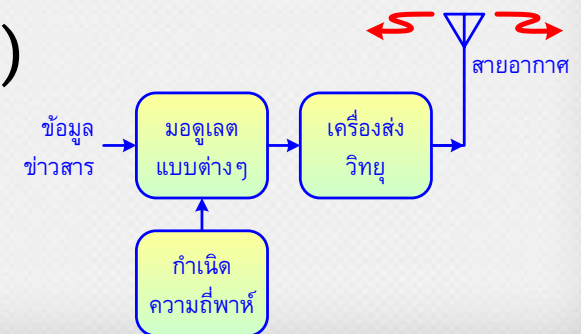 )
สายอากาศ
ข้อมูล
ข่าวสาร
มอดูเลต
แบบต่างๆ
เครื่องส่ง
วิทยุ
กำเนิด
ความถี่พาห์